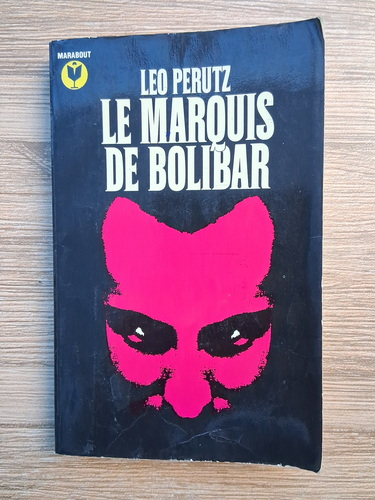 MARABOUT
LEO PERUTZ
LE MARQUIS
DE BOLIBAR